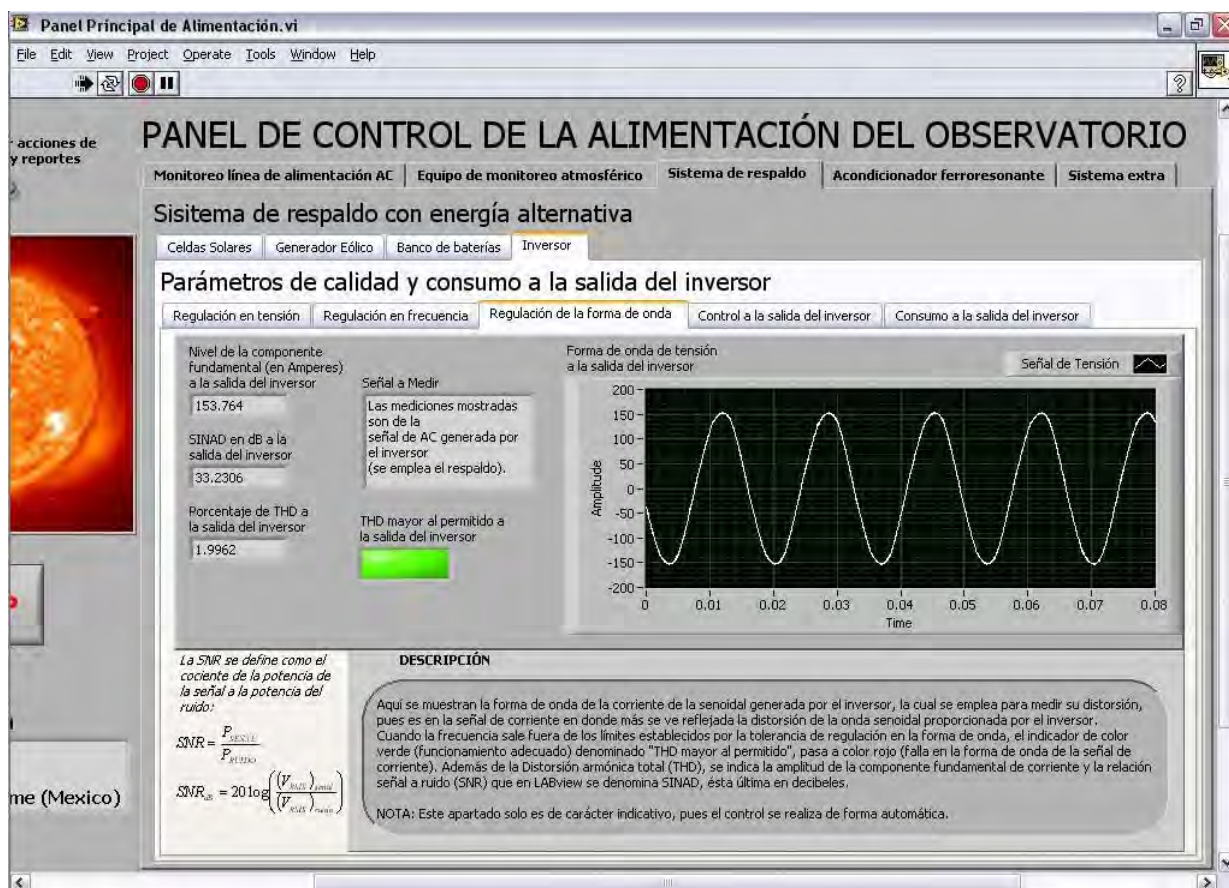 Panel Principal de Alimentación.vi
File Edit View Project Operate Tools Window Help
acciones de
y reportes
PANEL DE CONTROL DE LA ALIMENTACIÓN DEL OBSERVATORIO
Monitoreo línea de alimentación AC Equipo de monitoreo atmosférico Sistema de respaldo Acondicionador ferroresonante Sistema extra
Sisitema de respaldo con energía alternativa
Celdas Solares Generador Eólico Banco de baterías Inversor
Parámetros de calidad y consumo a la salida del inversor
Regulación en tensión Regulación en frecuencia Regulación de la forma de onda Control a la salida del inversor Consumo a la salida del inversor
Nivel de la componente
fundamental (en Amperes)
a la salida del inversor
153.764
SINAD en dB a la
salida del inversor
33.2306
Porcentaje de THD a
la salida del inversor
1.9962
Señal a Medir
Las mediciones mostradas
son de la
señal de AC generada por
el inversor
(se emplea el respaldo).
THD mayor al permitido a
la salida del inversor
Forma de onda de tensión
a la salida del inversor
Señal de Tensión
Amplitude
200
150
100
50
0
-50
-100
-150
-200
0 0.01 0.02 0.03 0.04 0.05 0.06 0.07 0.08
Time
La SNR se define como el
cociente de la potencia de
la señal a la potencia del
ruido:
SNR = P_SEÑAL / P_RUIDO
SNR_dB = 20 log((V_RMS)_señal / (V_RMS)_ruido)
DESCRIPCIÓN
Aquí se muestran la forma de onda de la corriente de la senoidal generada por el inversor, la cual se emplea para medir su distorsión,
pues es en la señal de corriente en donde más se ve reflejada la distorsión de la onda senoidal proporcionada por el inversor.
Cuando la frecuencia sale fuera de los límites establecidos por la tolerancia de regulación en la forma de onda, el indicador de color
verde (funcionamiento adecuado) denominado "THD mayor al permitido", pasa a color rojo (falla en la forma de onda de la señal de
corriente). Además de la Distorsión armónica total (THD), se indica la amplitud de la componente fundamental de corriente y la relación
señal a ruido (SNR) que en LABview se denomina SINAD, ésta última en decibeles.
NOTA: Este apartado solo es de carácter indicativo, pues el control se realiza de forma automática.
me (Mexico)